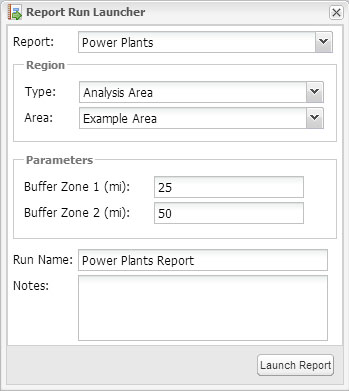 Report Run Launcher
Report: Power Plants
Region
Type: Analysis Area
Area: Example Area
Parameters
Buffer Zone 1 (mi): 25
Buffer Zone 2 (mi): 50
Run Name: Power Plants Report
Notes:
Launch Report